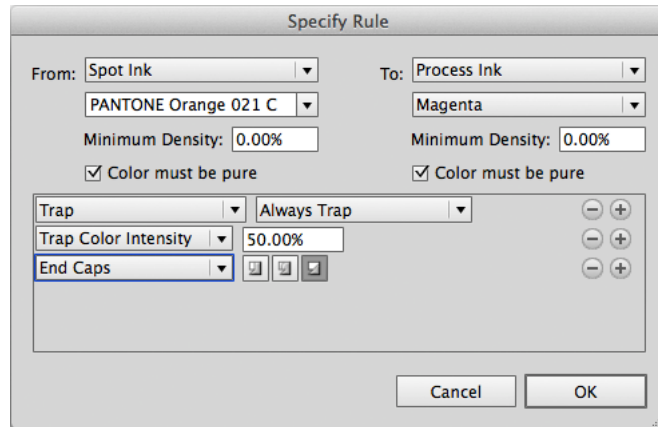 Specify Rule
From: Spot Ink To: Process Ink
PANTONE Orange 021 C Magenta
Minimum Density: 0.00% Minimum Density: 0.00%
Color must be pure Color must be pure
Trap Always Trap
Trap Color Intensity 50.00%
End Caps
Cancel OK